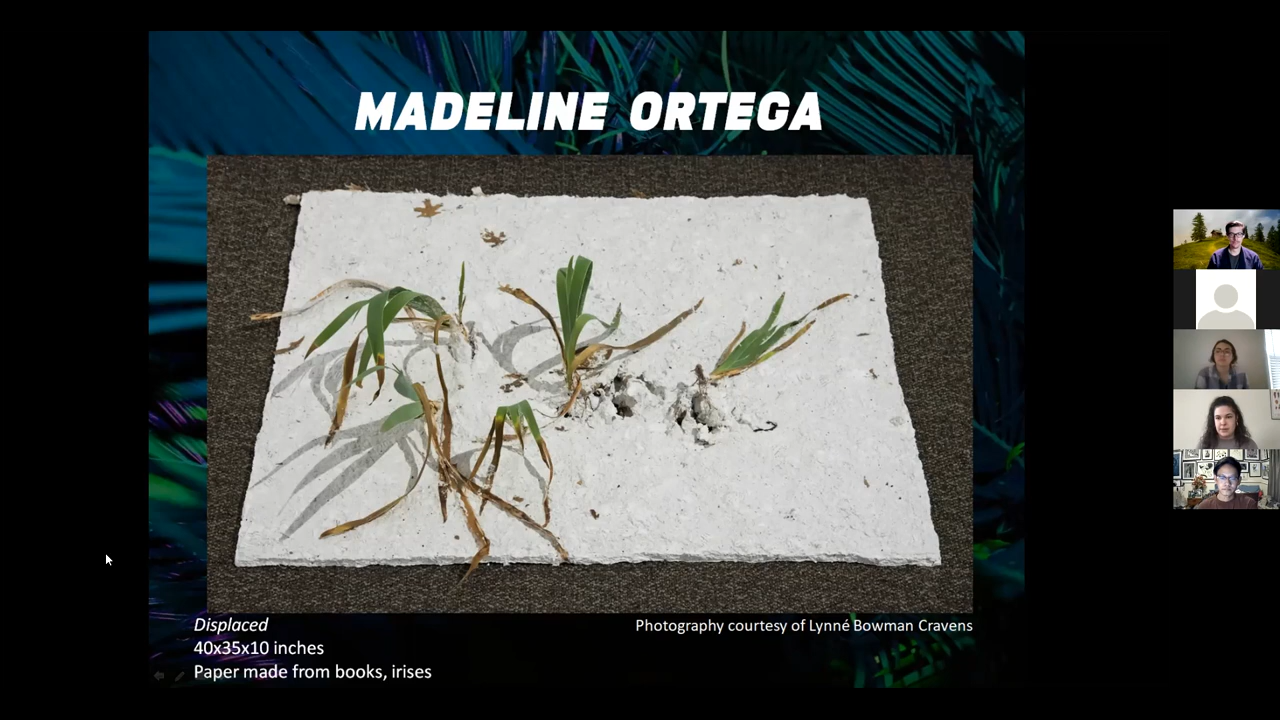 MADELINE ORTEGA
Displaced
40x35x10 inches
Paper made from books, irises
Photography courtesy of Lynné Bowman Cravens